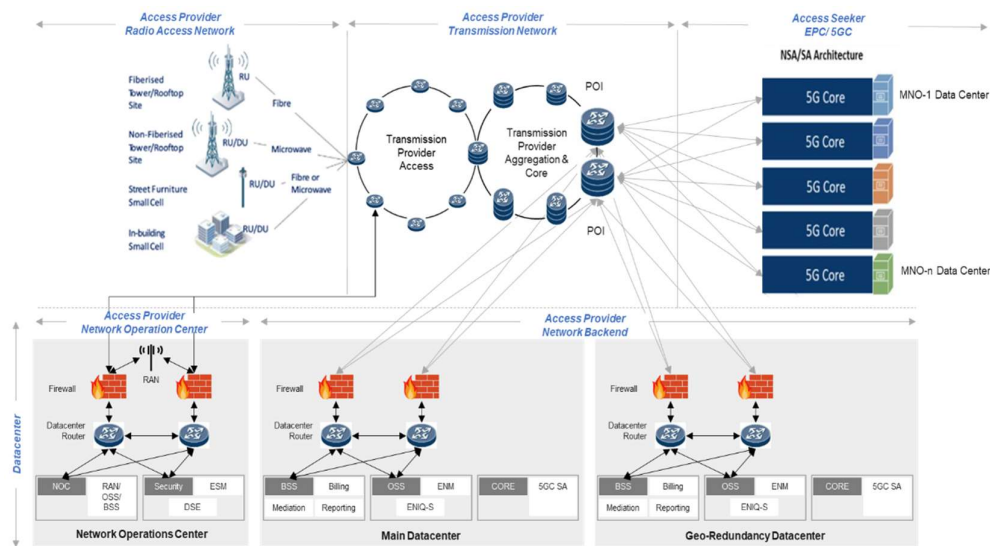 Access Provider
Radio Access Network
Access Provider
Transmission Network
Access Seeker
EPC/ 5GC
NSA/SA Architecture
Fiberised
Tower/Rooftop
Site
RU
Fibre
Non-Fiberised
Tower/Rooftop
Site
RU/DU
Microwave
Street Furniture
Small Cell
RU/DU
Fibre or
Microwave
In-building
Small Cell
RU/DU
Transmission
Provider
Access
Transmission
Provider
Aggregation &
Core
POI
POI
5G Core
MNO-1 Data Center
5G Core
5G Core
5G Core
5G Core
MNO-n Data Center
Access Provider
Network Operation Center
Access Provider
Network Backend
Datacenter
RAN
Firewall
Datacenter
Router
NOC
RAN/
OSS/
BSS
Security
ESM
DSE
Network Operations Center
Firewall
Datacenter
Router
BSS
Billing
Mediation
Reporting
OSS
ENM
ENIQ-S
CORE
5GC SA
Main Datacenter
Firewall
Datacenter
Router
BSS
Billing
Mediation
Reporting
OSS
ENM
ENIQ-S
CORE
5GC SA
Geo-Redundancy Datacenter